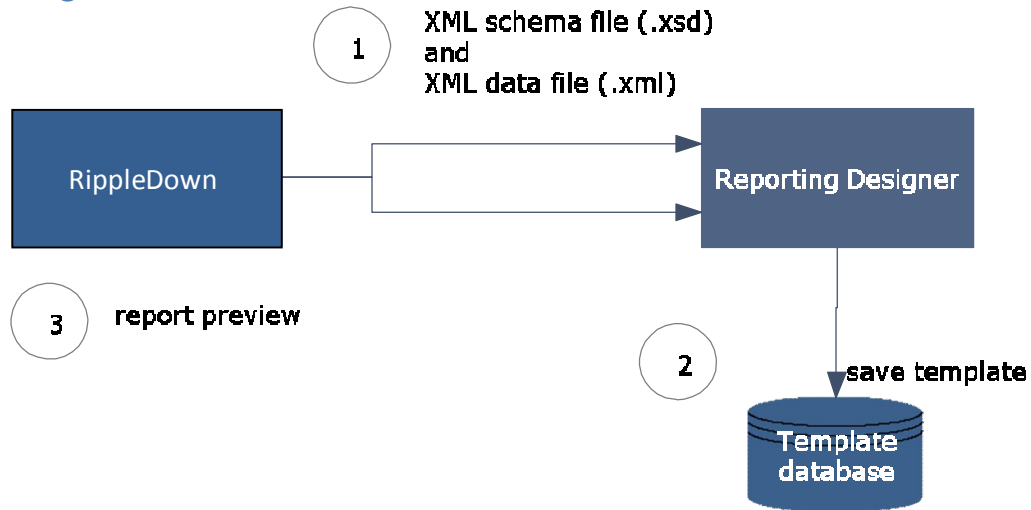 1
XML schema file (.xsd)
and
XML data file (.xml)
RippleDown
Reporting Designer
3
report preview
2
save template
Template
database